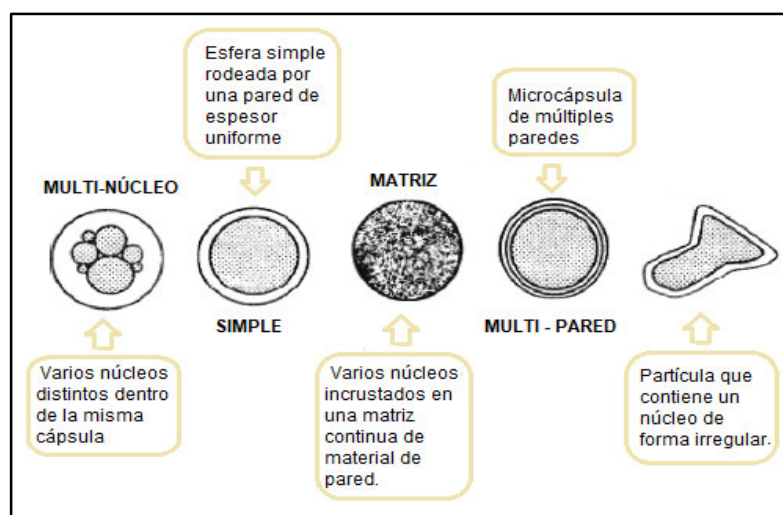 Esfera simple
rodeada por
una pared de
espesor
uniforme
Microcápsula
de múltiples
paredes
MULTI-NÚCLEO
MATRIZ
SIMPLE
MULTI - PARED
Varios núcleos
distintos dentro
de la misma
cápsula
Varios núcleos
incrustados en
una matriz
continua de
material de
pared.
Partícula que
contiene un
núcleo de
forma irregular.